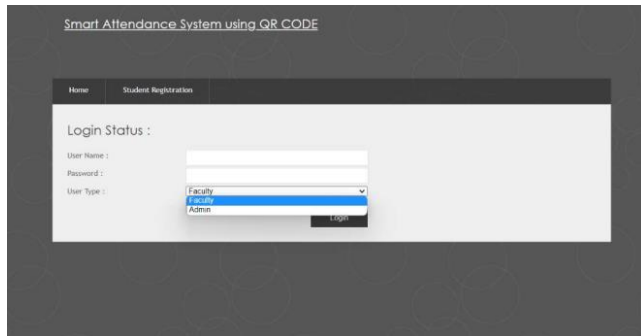 Smart Attendance System using QR CODE
Home Student Registration
Login Status :
User Name :
Password :
User Type : Faculty
Faculty
Admin
Login